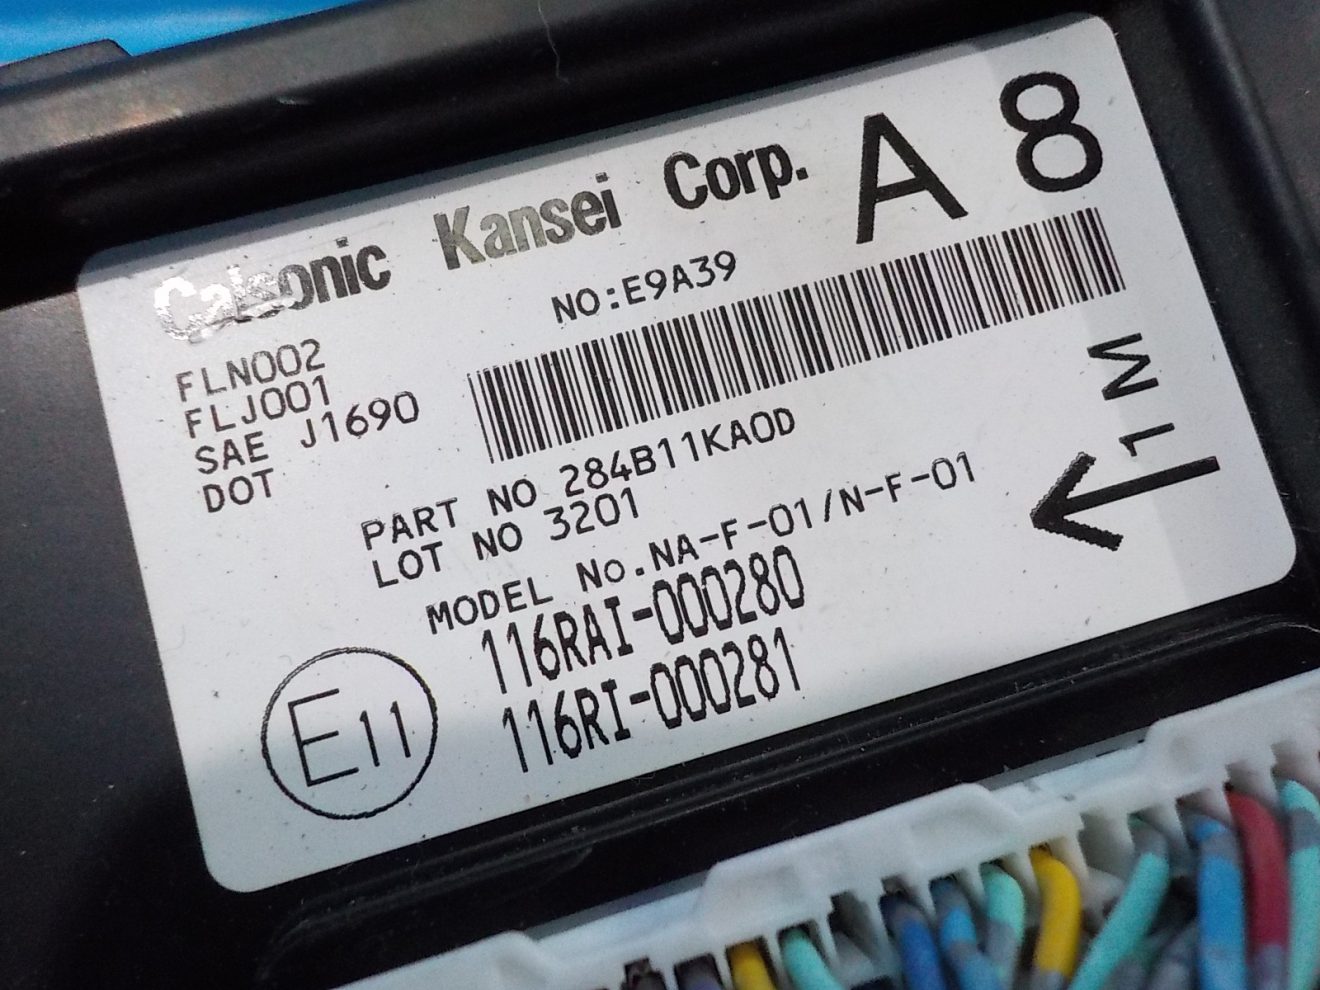 Calsonic Kansei Corp.
A 8
NO:E9A39
FLN002
FLJ001
SAE J1690
DOT
PART NO 284B11KA0D
LOT NO 3201
MODEL No.NA-F-01/N-F-01
116RAI-000280
116RI-000281
E11
1M